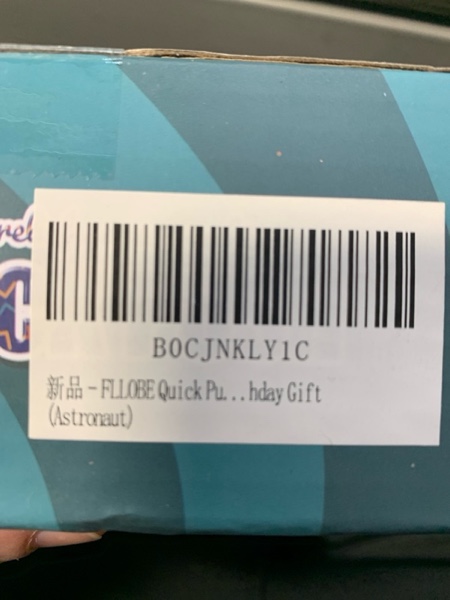 B0CJNKLY1C
新品 – FLLOBE Quick Pu...hday Gift
(Astronaut)